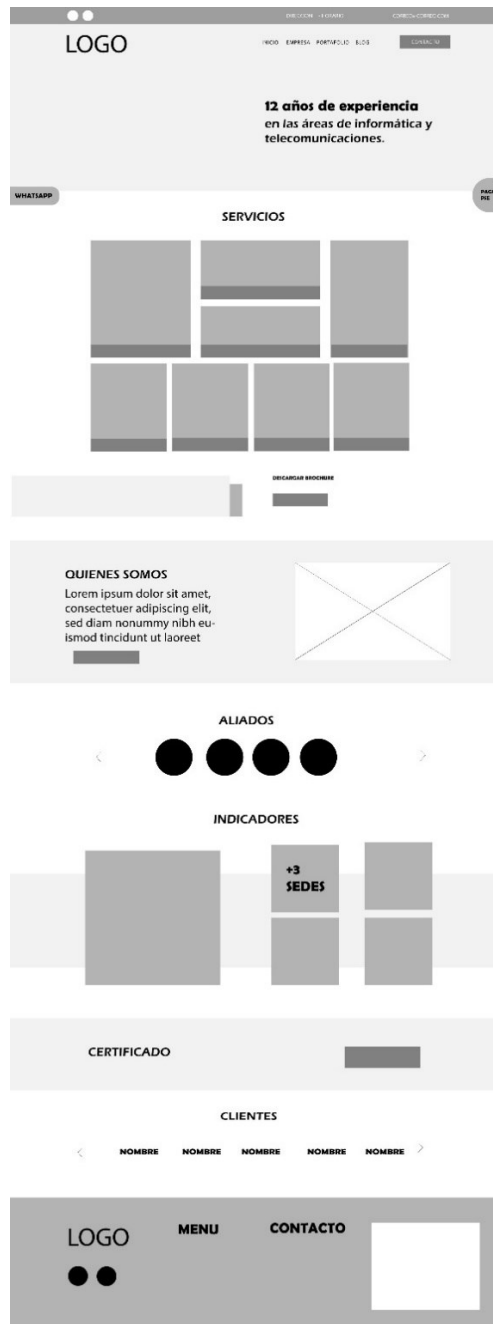 LOGO
INICIO EMPRESA PORTAFOLIO BLOG
CONTACTO
12 años de experiencia
en las áreas de informática y
telecomunicaciones.
WHATSAPP
SERVICIOS
DESCARGAR BROCHURE
QUIENES SOMOS
Lorem ipsum dolor sit amet,
consectetuer adipiscing elit,
sed diam nonummy nibh eu-
ismod tincidunt ut laoreet
ALIADOS
INDICADORES
+3
SEDES
CERTIFICADO
CLIENTES
NOMBRE NOMBRE NOMBRE NOMBRE NOMBRE
LOGO MENU CONTACTO